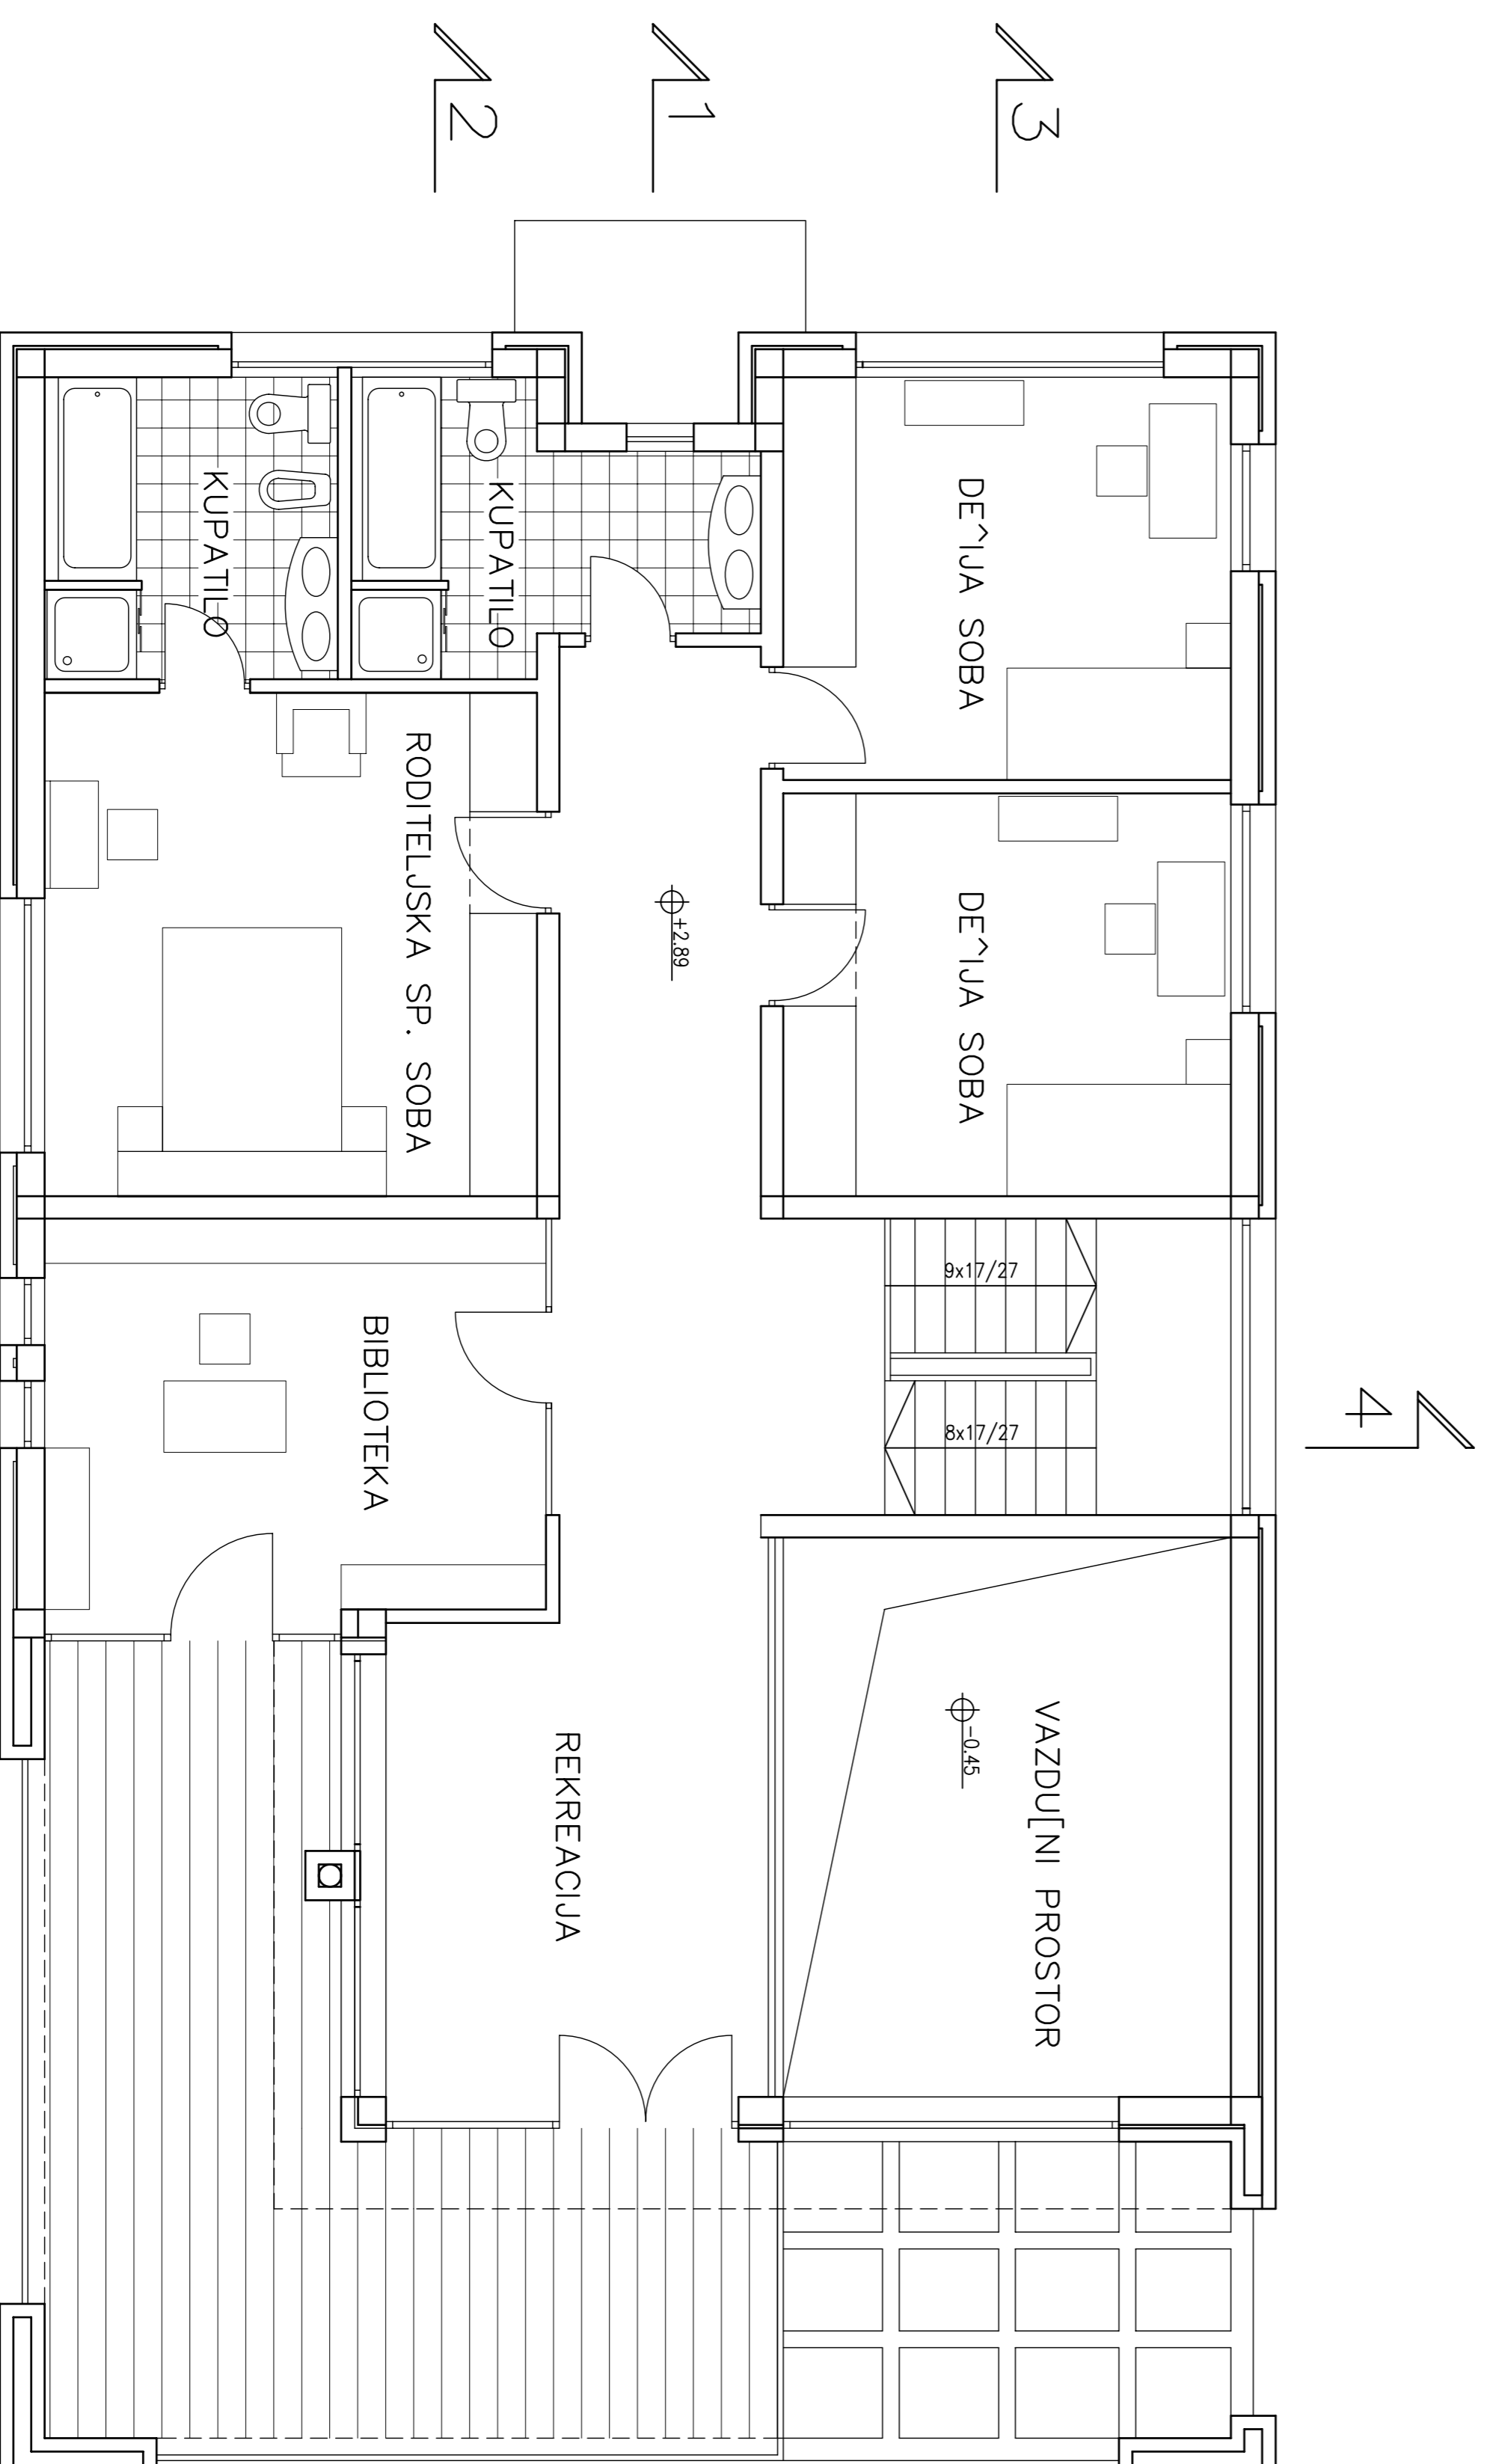 3
1
2
4
DE^IJA SOBA
DE^IJA SOBA
KUPATILO
KUPATILO
+2.89
RODITELJSKA SP. SOBA
9x17/27
8x17/27
BIBLIOTEKA
VAZDU[NI PROSTOR
-0.45
REKREACIJA